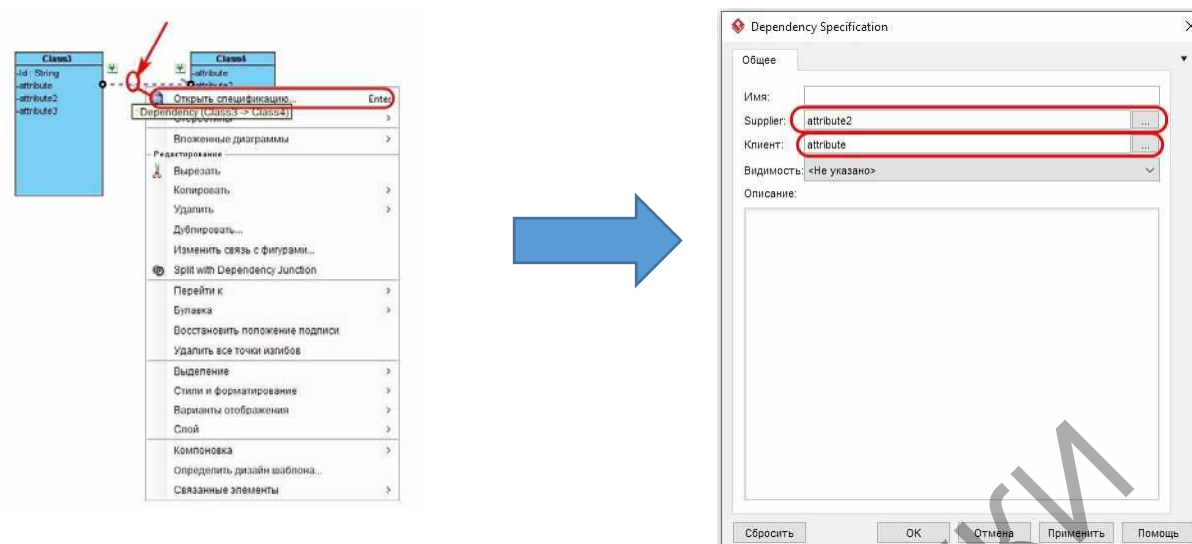 Class3
-Id : String
-attribute
-attribute2
-attribute3
Class4
-attribute
-attribute2
Открыть спецификацию... Enter
Dependency (Class3 -> Class4)
Стереотипы
Вложенные диаграммы
Редактирование
Вырезать
Копировать
Удалить
Дублировать...
Изменить связь с фигурами...
Split with Dependency Junction
Перейти к
Булавка
Восстановить положение подписи
Удалить все точки изгибов
Выделение
Стили и форматирование
Варианты отображения
Слой
Компоновка
Определить дизайн шаблона...
Связанные элементы
Dependency Specification
Общее
Имя:
Supplier: attribute2 ...
Клиент: attribute ...
Видимость: <Не указано>
Описание:
Сбросить OK Отмена Применить Помощь